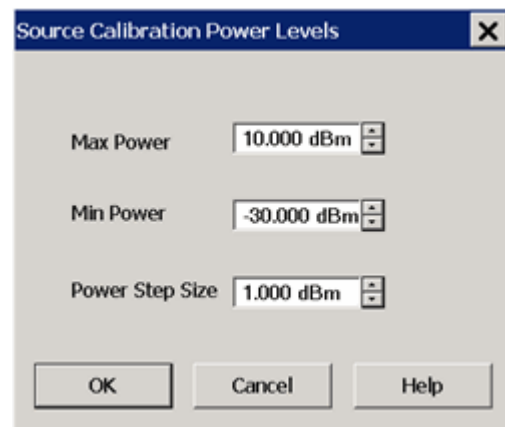 Source Calibration Power Levels
Max Power 10.000 dBm
Min Power -30.000 dBm
Power Step Size 1.000 dBm
OK Cancel Help